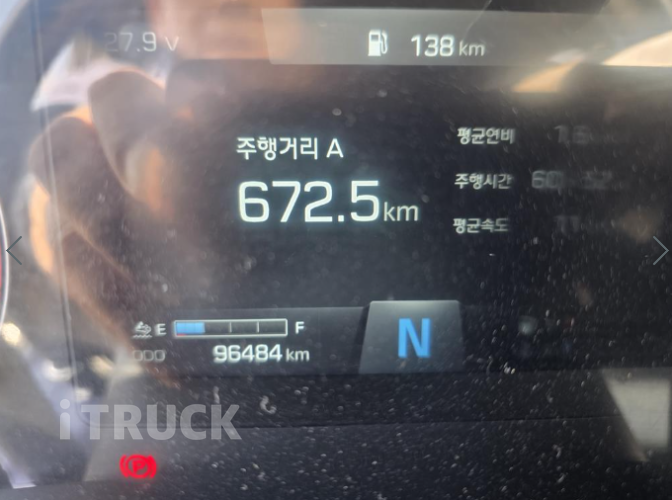 27.9 V
138 km
주행거리 A
672.5 km
평균연비
주행시간
평균속도
E F
96484 km
N
iTRUCK
P